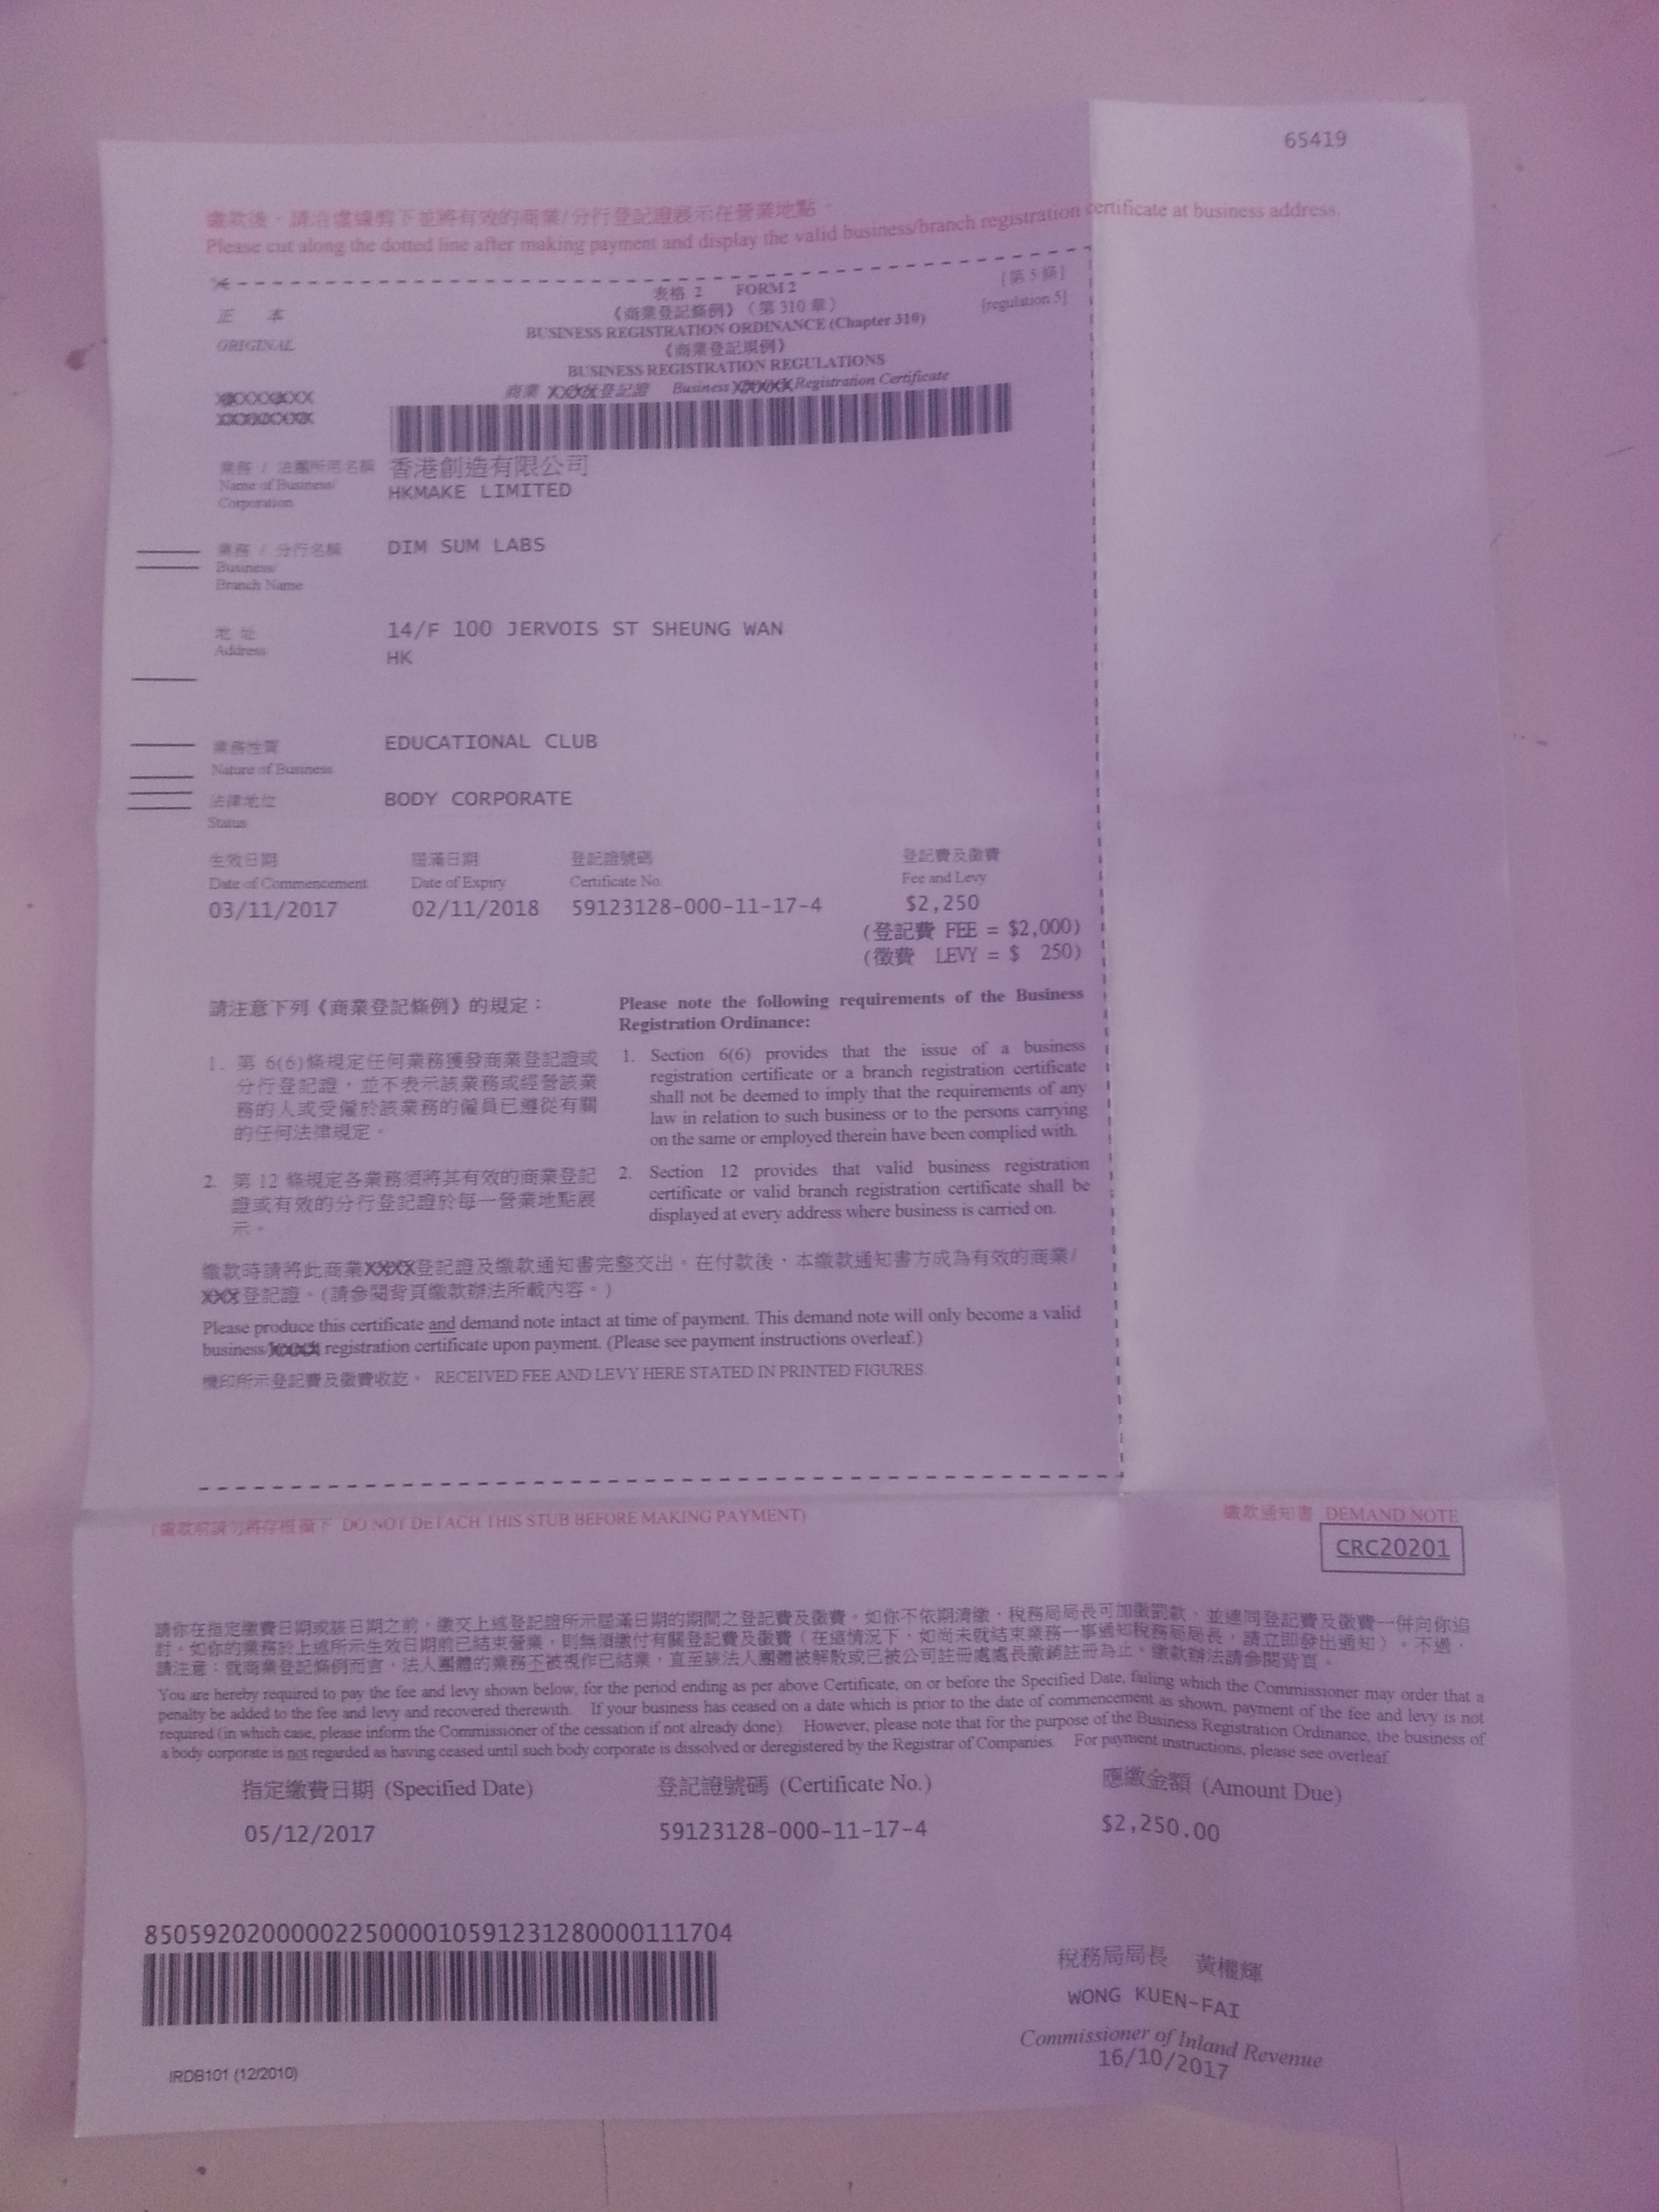 65419
繳款後，請沿虛線剪下並將有效的商業/分行登記證展示在營業地點。
Please cut along the dotted line after making payment and display the valid business/branch registration certificate at business address.
表格 2 FORM 2
[第 5 條]
正本
《商業登記條例》（第 310 章）
[regulation 5]
ORIGINAL
BUSINESS REGISTRATION ORDINANCE (Chapter 310)
《商業登記規例》
BUSINESS REGISTRATION REGULATIONS
商業 XXXX登記證 Business XXXXX Registration Certificate
業務 / 法團所用名稱 香港創造有限公司
Name of Business/ HKMAKE LIMITED
Corporation
業務 / 分行名稱 DIM SUM LABS
Business/
Branch Name
地址 14/F 100 JERVOIS ST SHEUNG WAN
Address HK
業務性質 EDUCATIONAL CLUB
Nature of Business
法律地位 BODY CORPORATE
Status
生效日期 屆滿日期 登記證號碼 登記費及徵費
Date of Commencement Date of Expiry Certificate No. Fee and Levy
03/11/2017 02/11/2018 59123128-000-11-17-4 $2,250
(登記費 FEE = $2,000)
(徵費 LEVY = $ 250)
請注意下列《商業登記條例》的規定：
1. 第 6(6)條規定任何業務獲發商業登記證或
分行登記證，並不表示該業務或經營該業
務的人或受僱於該業務的僱員已遵從有關
的任何法律規定。
2. 第 12 條規定各業務須將其有效的商業登記
證或有效的分行登記證於每一營業地點展
示。
Please note the following requirements of the Business
Registration Ordinance:
1. Section 6(6) provides that the issue of a business
registration certificate or a branch registration certificate
shall not be deemed to imply that the requirements of any
law in relation to such business or to the persons carrying
on the same or employed therein have been complied with.
2. Section 12 provides that valid business registration
certificate or valid branch registration certificate shall be
displayed at every address where business is carried on.
繳款時請將此商業XXXX登記證及繳款通知書完整交出。在付款後，本繳款通知書方成為有效的商業/
XXX登記證。(請參閱背頁繳款辦法所載內容。)
Please produce this certificate and demand note intact at time of payment. This demand note will only become a valid
business/XXXX registration certificate upon payment. (Please see payment instructions overleaf.)
機印所示登記費及徵費收訖。 RECEIVED FEE AND LEVY HERE STATED IN PRINTED FIGURES
(繳款前請勿將存根撕下 DO NOT DETACH THIS STUB BEFORE MAKING PAYMENT)
繳款通知書 DEMAND NOTE
CRC20201
請你在指定繳費日期或該日期之前，繳交上述登記證所示屆滿日期的期間之登記費及徵費。如你不依期清繳，稅務局局長可加徵罰款，並連同登記費及徵費一併向你追
討。如你的業務於上述所示生效日期前已結束營業，則無須繳付有關登記費及徵費（在這情況下，如尚未就結束業務一事通知稅務局局長，請立即發出通知）。不過，
請注意：就商業登記條例而言，法人團體的業務不被視作已結業，直至該法人團體被解散或已被公司註冊處處長撤銷註冊為止。繳款辦法請參閱背頁。
You are hereby required to pay the fee and levy shown below, for the period ending as per above Certificate, on or before the Specified Date, failing which the Commissioner may order that a
penalty be added to the fee and levy and recovered therewith. If your business has ceased on a date which is prior to the date of commencement as shown, payment of the fee and levy is not
required (in which case, please inform the Commissioner of the cessation if not already done). However, please note that for the purpose of the Business Registration Ordinance, the business of
a body corporate is not regarded as having ceased until such body corporate is dissolved or deregistered by the Registrar of Companies. For payment instructions, please see overleaf.
指定繳費日期 (Specified Date) 登記證號碼 (Certificate No.) 應繳金額 (Amount Due)
05/12/2017 59123128-000-11-17-4 $2,250.00
850592020000022500001059123128000011​1704
稅務局局長 黃權輝
WONG KUEN-FAI
Commissioner of Inland Revenue
16/10/2017
IRDB101 (12/2010)